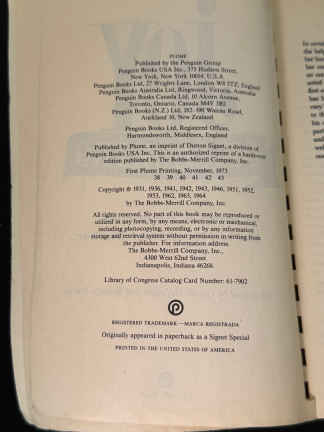 PLUME
Published by the Penguin Group
Penguin Books USA Inc., 375 Hudson Street,
New York, New York 10014, U.S.A.
Penguin Books Ltd, 27 Wrights Lane, London W8 5TZ, England
Penguin Books Australia Ltd, Ringwood, Victoria, Australia
Penguin Books Canada Ltd, 10 Alcorn Avenue,
Toronto, Ontario, Canada M4V 3B2
Penguin Books (N.Z.) Ltd, 182-190 Wairau Road,
Auckland 10, New Zealand
Penguin Books Ltd, Registered Offices:
Harmondsworth, Middlesex, England
Published by Plume, an imprint of Dutton Signet, a division of
Penguin Books USA Inc. This is an authorized reprint of a hardcover
edition published by The Bobbs-Merrill Company, Inc.
First Plume Printing, November, 1973
38 39 40 41 42 43
Copyright © 1931, 1936, 1941, 1942, 1943, 1946, 1951, 1952,
1953, 1962, 1963, 1964
by The Bobbs-Merrill Company, Inc.
All rights reserved. No part of this book may be reproduced or
utilized in any form, by any means, electronic or mechanical,
including photocopying, recording, or by any information
storage and retrieval system without permission in writing from
the publisher. For information address
The Bobbs-Merrill Company, Inc.
4300 West 62nd Street
Indianapolis, Indiana 46268
Library of Congress Catalog Card Number: 61-7902
REGISTERED TRADEMARK—MARCA REGISTRADA
Originally appeared in paperback as a Signet Special
PRINTED IN THE UNITED STATES OF AMERICA